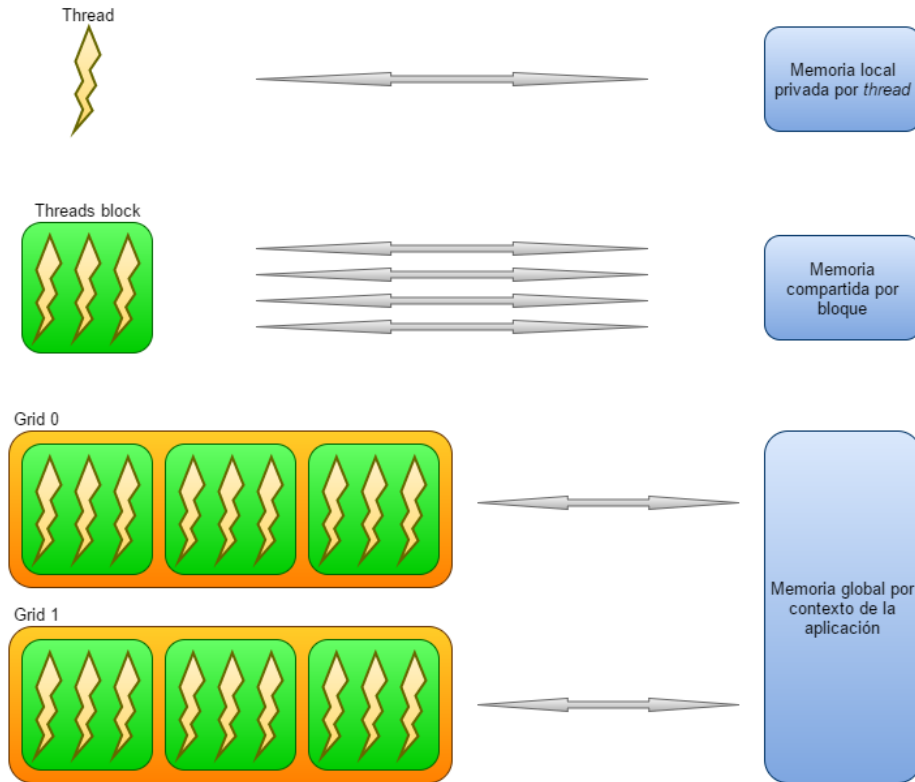 Thread
Memoria local
privada por thread
Threads block
Memoria
compartida por
bloque
Grid 0
Memoria global por
contexto de la
aplicación
Grid 1